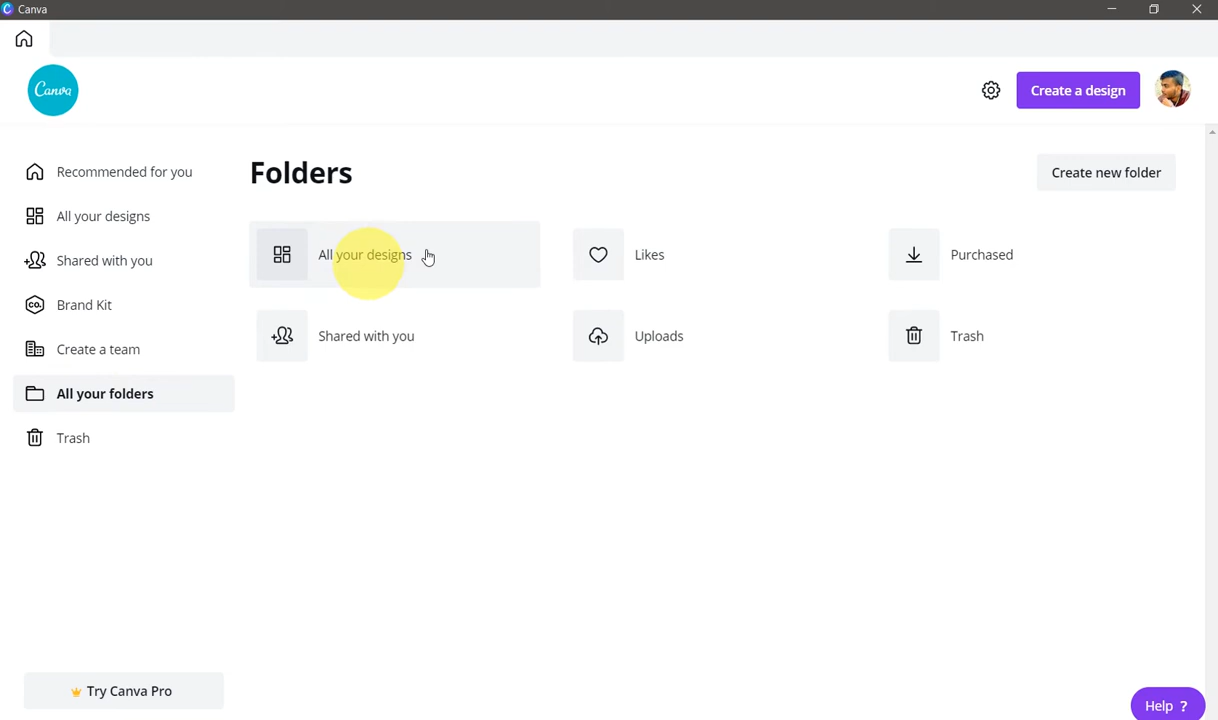 Canva
Canva
Create a design
Recommended for you
All your designs
Shared with you
Brand Kit
Create a team
All your folders
Trash
Try Canva Pro
Folders
Create new folder
All your designs
Likes
Purchased
Shared with you
Uploads
Trash
Help ?